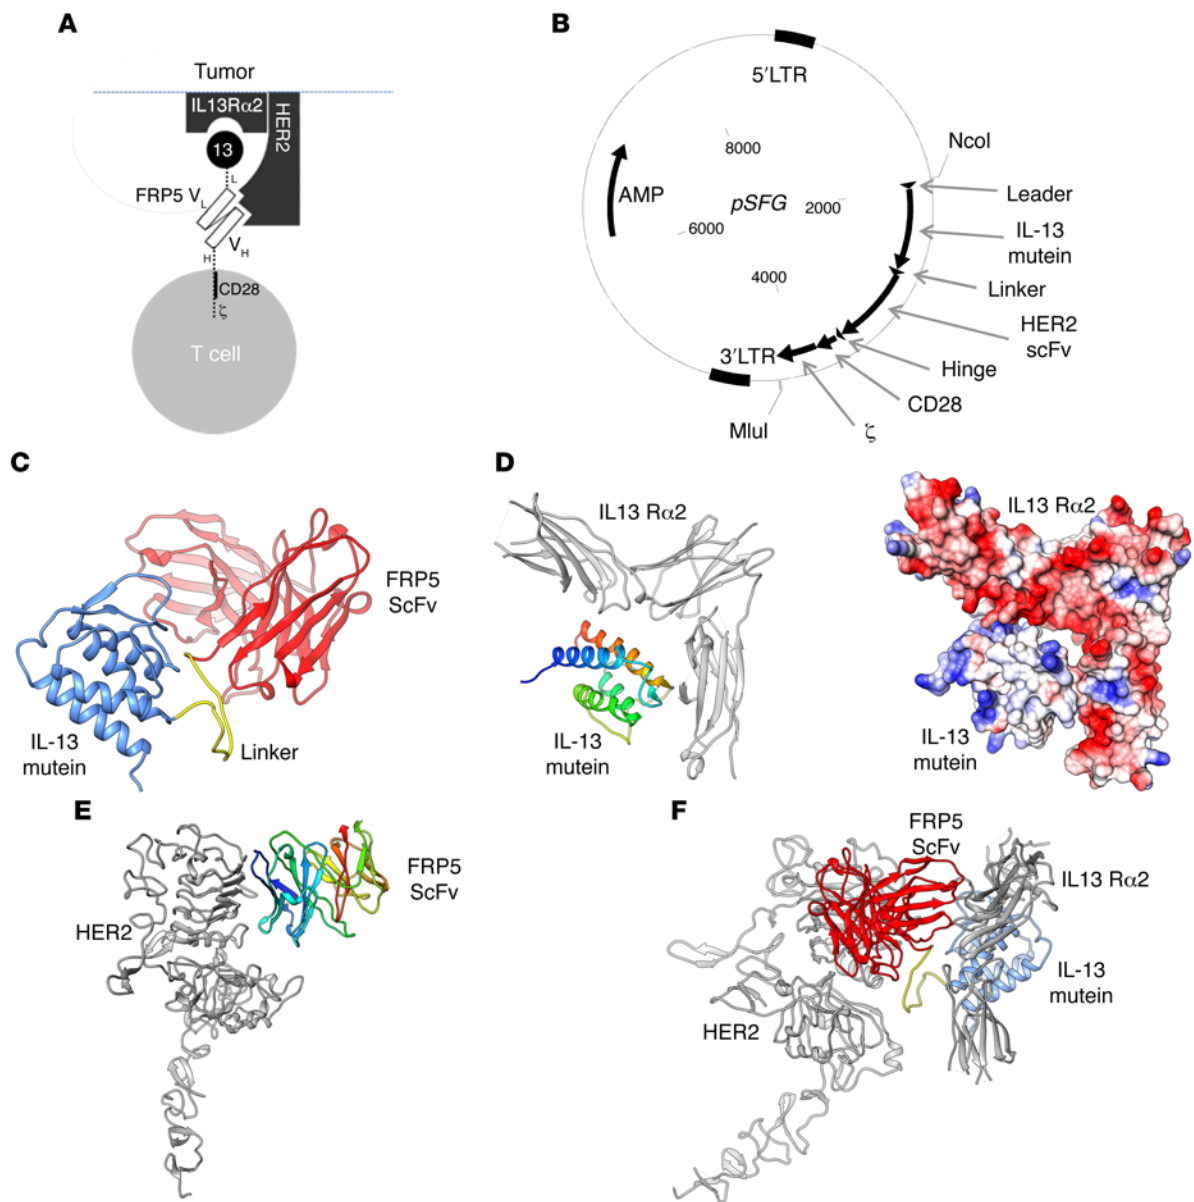 A
Tumor
IL13Rα2
HER2
13
L
FRP5 VL
VH
H
CD28
ζ
T cell
B
5′LTR
NcoI
8000
AMP
pSFG
2000
6000
4000
Leader
IL-13
mutein
Linker
HER2
scFv
Hinge
CD28
ζ
3′LTR
MluI
C
FRP5
ScFv
IL-13
mutein
Linker
D
IL13 Rα2
IL-13
mutein
IL13 Rα2
IL-13
mutein
E
HER2
FRP5
ScFv
F
FRP5
ScFv
IL13 Rα2
IL-13
mutein
HER2